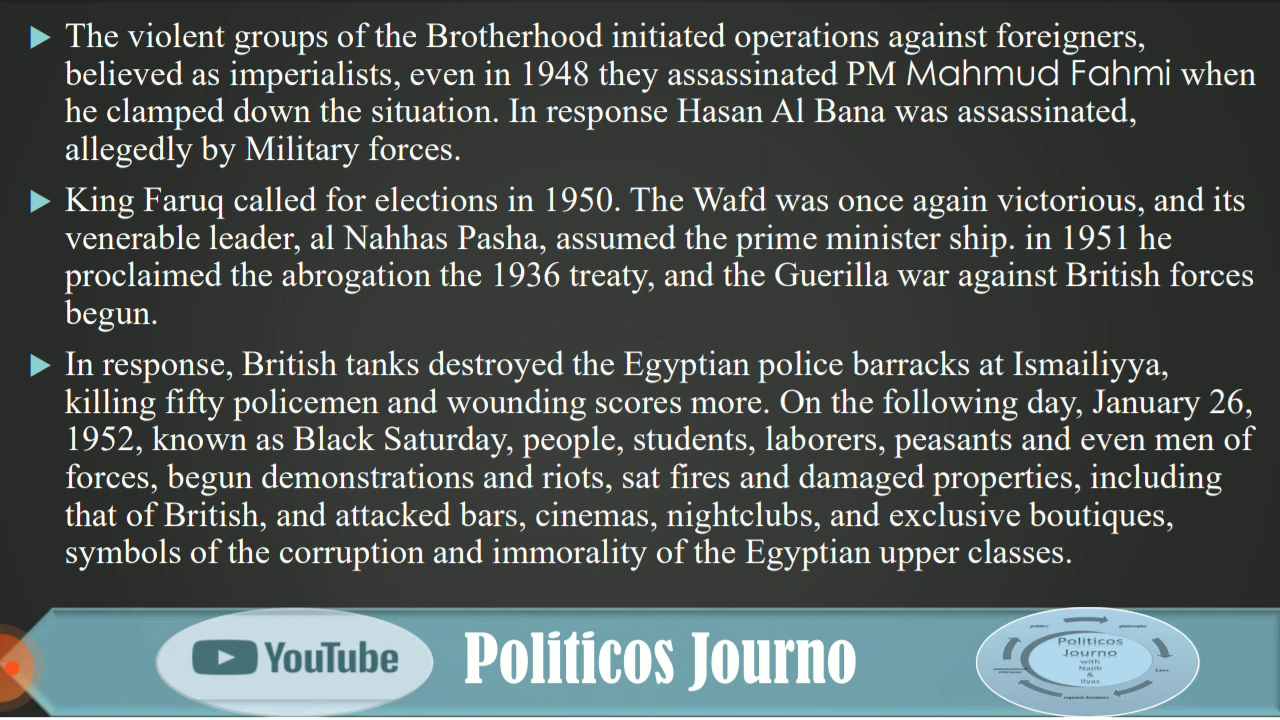 The violent groups of the Brotherhood initiated operations against foreigners,
believed as imperialists, even in 1948 they assassinated PM Mahmud Fahmi when
he clamped down the situation. In response Hasan Al Bana was assassinated,
allegedly by Military forces.
King Faruq called for elections in 1950. The Wafd was once again victorious, and its
venerable leader, al Nahhas Pasha, assumed the prime minister ship. in 1951 he
proclaimed the abrogation the 1936 treaty, and the Guerilla war against British forces
begun.
In response, British tanks destroyed the Egyptian police barracks at Ismailiyya,
killing fifty policemen and wounding scores more. On the following day, January 26,
1952, known as Black Saturday, people, students, laborers, peasants and even men of
forces, begun demonstrations and riots, sat fires and damaged properties, including
that of British, and attacked bars, cinemas, nightclubs, and exclusive boutiques,
symbols of the corruption and immorality of the Egyptian upper classes.
YouTube
Politicos Journo
politics
philosophy
Politicos
Journo
with
Najib
&
Ilyas